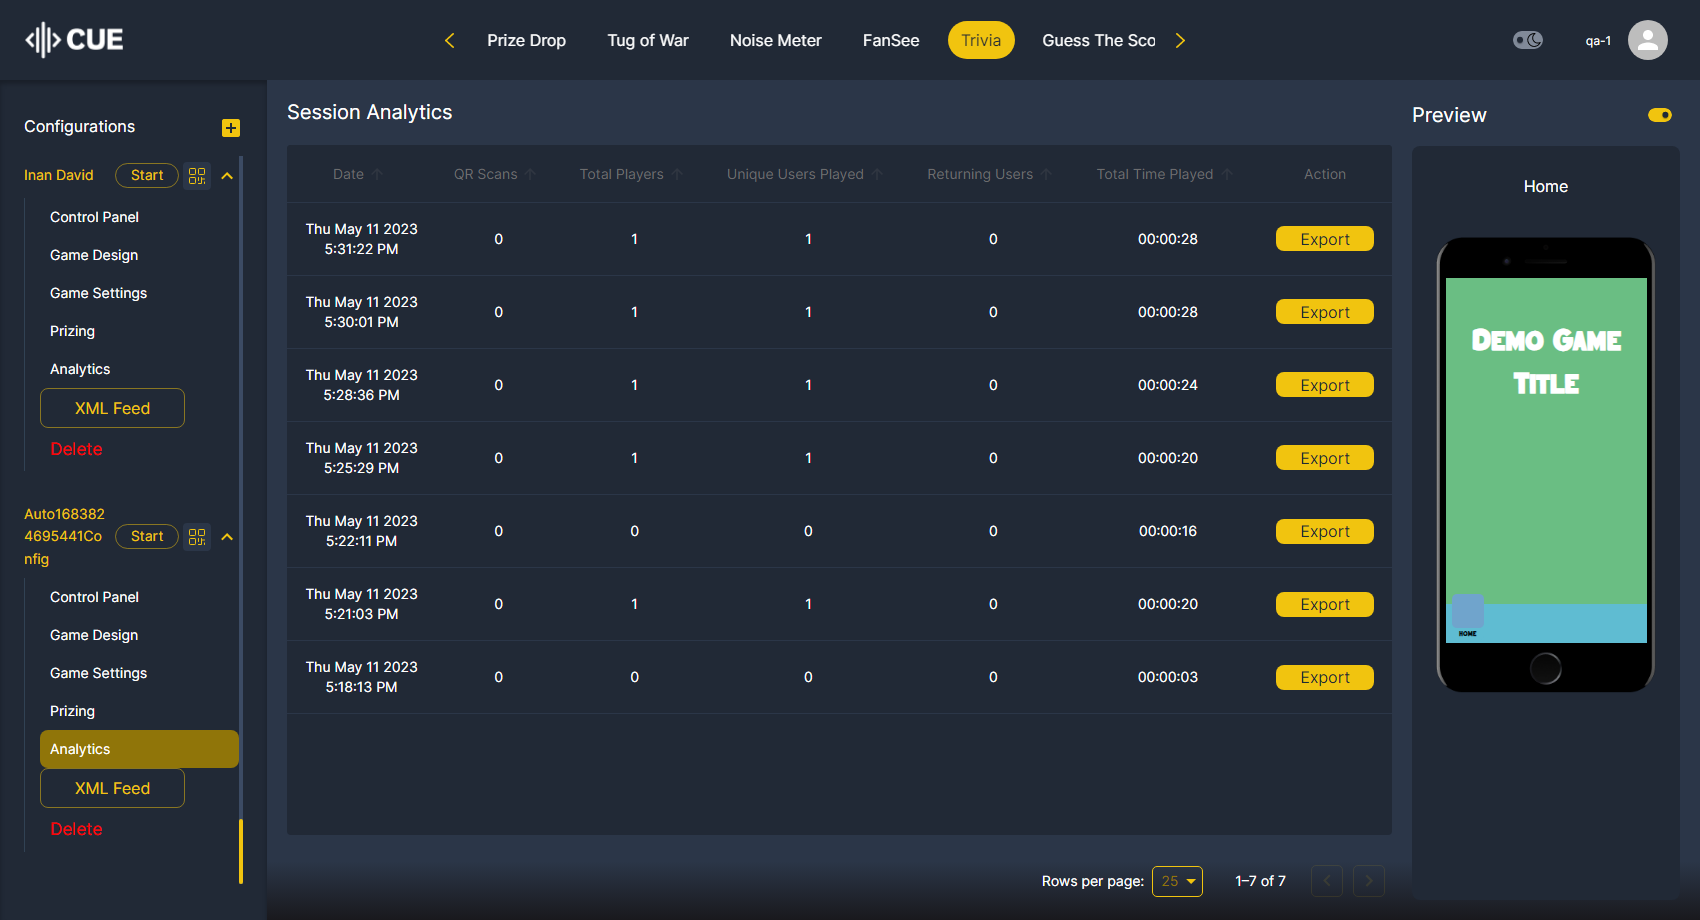 CUE
Prize Drop
Tug of War
Noise Meter
FanSee
Trivia
Guess The Sco
qa-1
Configurations
Inan David
Start
Control Panel
Game Design
Game Settings
Prizing
Analytics
XML Feed
Delete
Auto168382
4695441Co
nfig
Start
Control Panel
Game Design
Game Settings
Prizing
Analytics
XML Feed
Delete
Session Analytics
Date QR Scans Total Players Unique Users Played Returning Users Total Time Played Action
Thu May 11 2023
5:31:22 PM 0 1 1 0 00:00:28 Export
Thu May 11 2023
5:30:01 PM 0 1 1 0 00:00:28 Export
Thu May 11 2023
5:28:36 PM 0 1 1 0 00:00:24 Export
Thu May 11 2023
5:25:29 PM 0 1 1 0 00:00:20 Export
Thu May 11 2023
5:22:11 PM 0 0 0 0 00:00:16 Export
Thu May 11 2023
5:21:03 PM 0 1 1 0 00:00:20 Export
Thu May 11 2023
5:18:13 PM 0 0 0 0 00:00:03 Export
Rows per page: 25 1–7 of 7
Preview
Home
Demo Game
Title
HOME